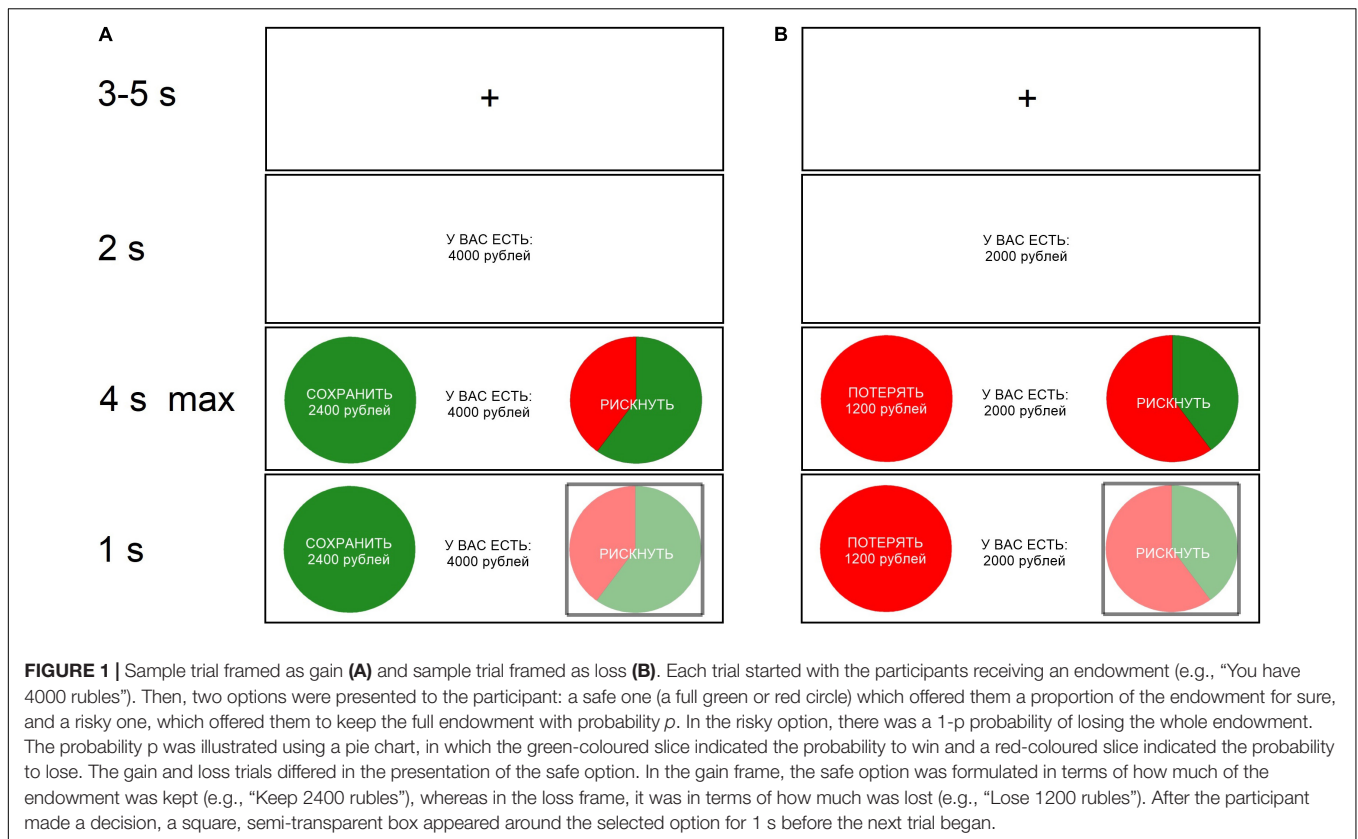 A
B
3-5 s
+
+
2 s
У ВАС ЕСТЬ:
4000 рублей
У ВАС ЕСТЬ:
2000 рублей
4 s max
СОХРАНИТЬ
2400 рублей
У ВАС ЕСТЬ:
4000 рублей
РИСКНУТЬ
ПОТЕРЯТЬ
1200 рублей
У ВАС ЕСТЬ:
2000 рублей
РИСКНУТЬ
1 s
СОХРАНИТЬ
2400 рублей
У ВАС ЕСТЬ:
4000 рублей
РИСКНУТЬ
ПОТЕРЯТЬ
1200 рублей
У ВАС ЕСТЬ:
2000 рублей
РИСКНУТЬ
FIGURE 1 | Sample trial framed as gain (A) and sample trial framed as loss (B). Each trial started with the participants receiving an endowment (e.g., “You have
4000 rubles”). Then, two options were presented to the participant: a safe one (a full green or red circle) which offered them a proportion of the endowment for sure,
and a risky one, which offered them to keep the full endowment with probability p. In the risky option, there was a 1-p probability of losing the whole endowment.
The probability p was illustrated using a pie chart, in which the green-coloured slice indicated the probability to win and a red-coloured slice indicated the probability
to lose. The gain and loss trials differed in the presentation of the safe option. In the gain frame, the safe option was formulated in terms of how much of the
endowment was kept (e.g., “Keep 2400 rubles”), whereas in the loss frame, it was in terms of how much was lost (e.g., “Lose 1200 rubles”). After the participant
made a decision, a square, semi-transparent box appeared around the selected option for 1 s before the next trial began.